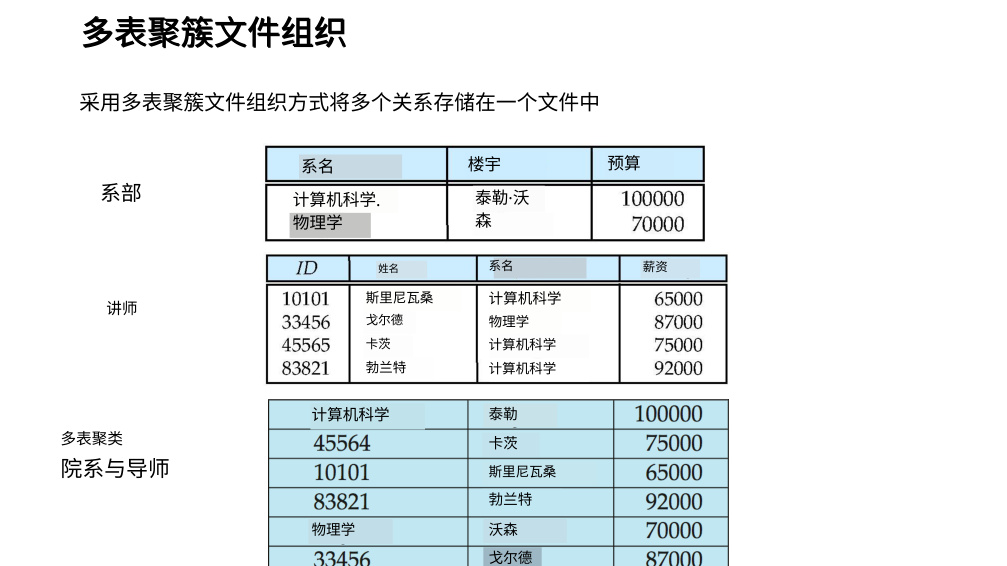 多表聚簇文件组织
采用多表聚簇文件组织方式将多个关系存储在一个文件中
系部
系名 楼宇 预算
计算机科学. 泰勒·沃 100000
物理学 森 70000
讲师
ID 姓名 系名 薪资
10101 斯里尼瓦桑 计算机科学 65000
33456 戈尔德 物理学 87000
45565 卡茨 计算机科学 75000
83821 勃兰特 计算机科学 92000
多表聚类
院系与导师
计算机科学 泰勒 100000
45564 卡茨 75000
10101 斯里尼瓦桑 65000
83821 勃兰特 92000
物理学 沃森 70000
33456 戈尔德 87000